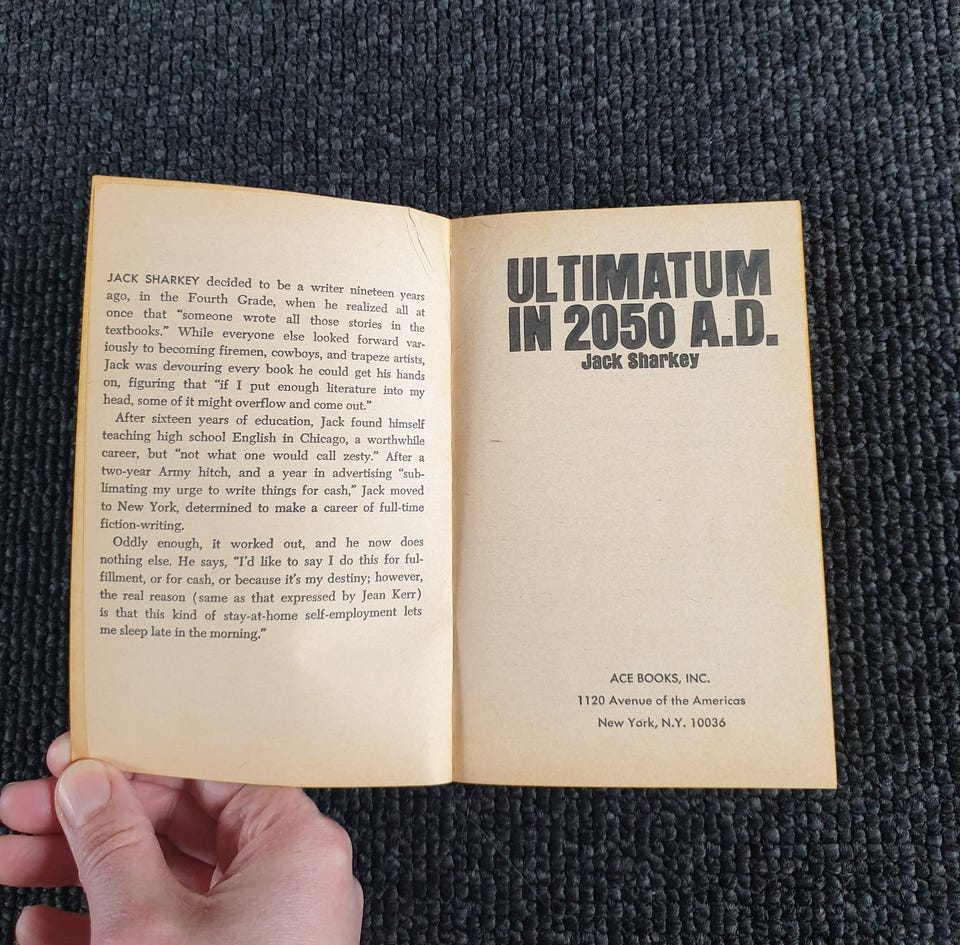 JACK SHARKEY decided to be a writer nineteen years
ago, in the Fourth Grade, when he realized all at
once that “someone wrote all those stories in the
textbooks.” While everyone else looked forward var-
iously to becoming firemen, cowboys, and trapeze artists,
Jack was devouring every book he could get his hands
on, figuring that “if I put enough literature into my
head, some of it might overflow and come out.”
After sixteen years of education, Jack found himself
teaching high school English in Chicago, a worthwhile
career, but “not what one would call zesty.” After a
two-year Army hitch, and a year in advertising “sub-
limating my urge to write things for cash,” Jack moved
to New York, determined to make a career of full-time
fiction-writing.
Oddly enough, it worked out, and he now does
nothing else. He says, “I’d like to say I do this for ful-
fillment, or for cash, or because it’s my destiny; however,
the real reason (same as that expressed by Jean Kerr)
is that this kind of stay-at-home self-employment lets
me sleep late in the morning.”
ULTIMATUM
IN 2050 A.D.
Jack Sharkey
ACE BOOKS, INC.
1120 Avenue of the Americas
New York, N.Y. 10036